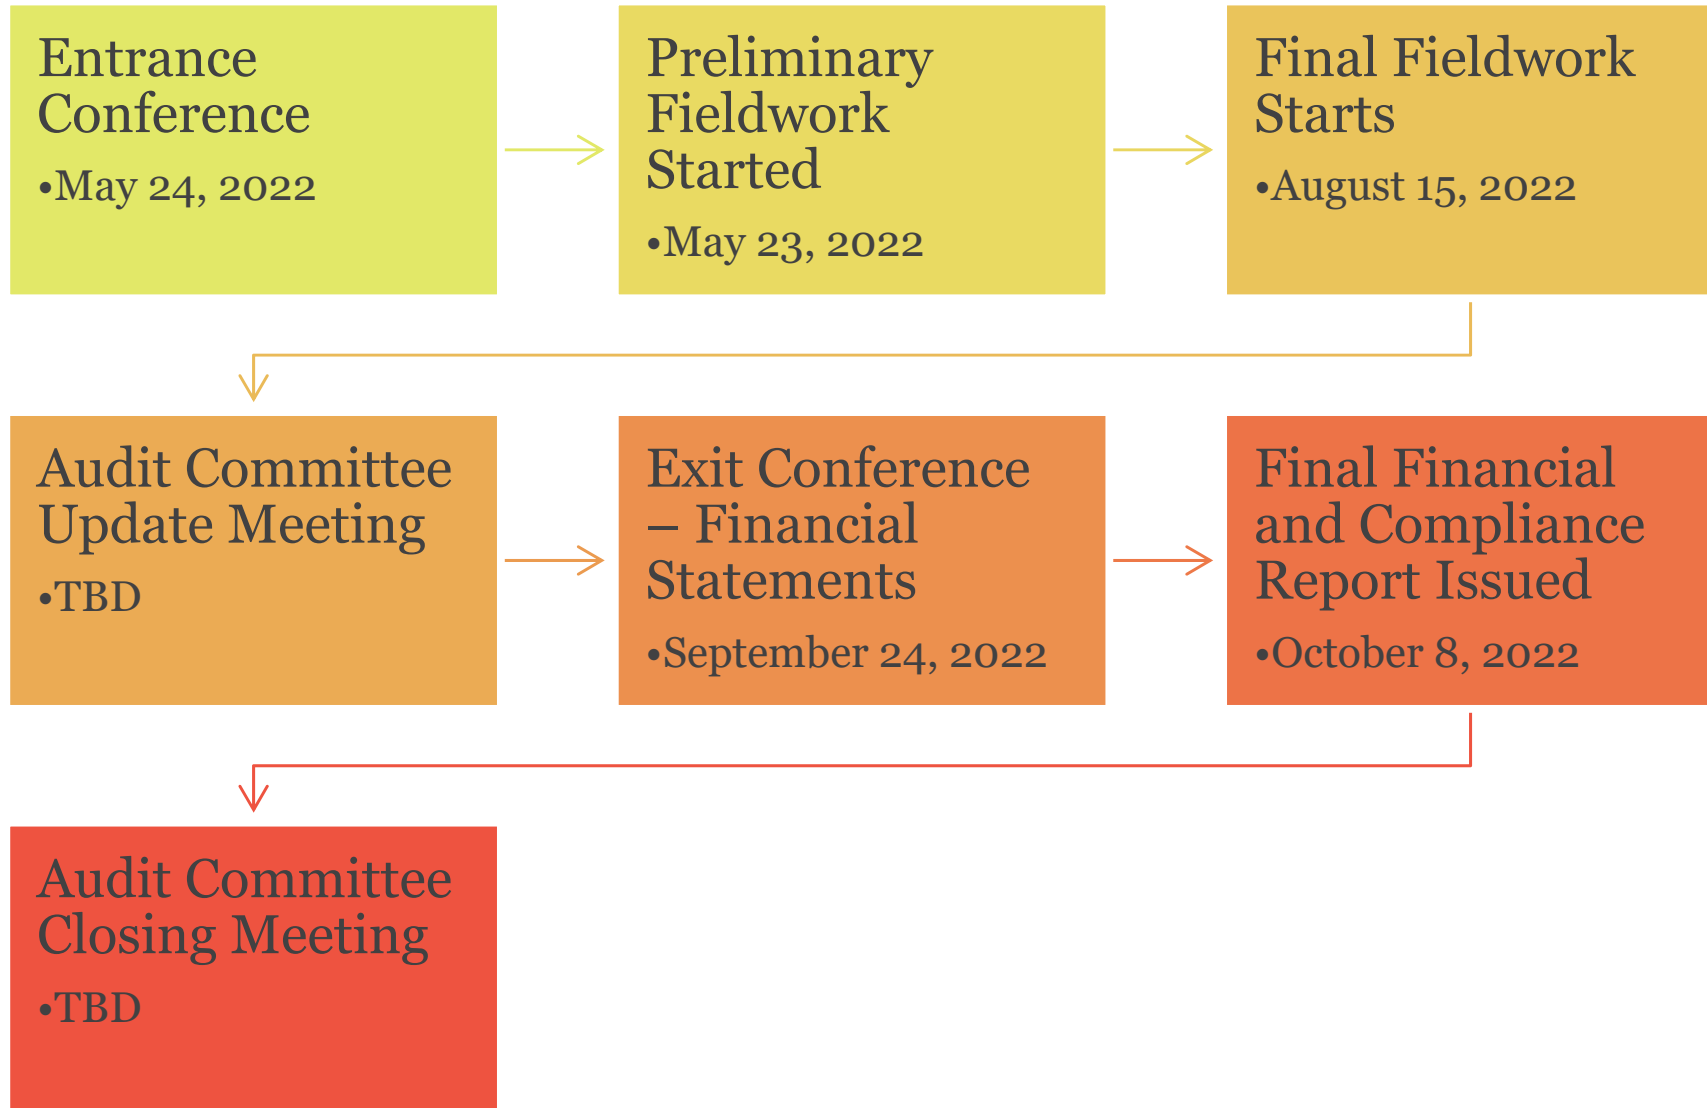 Entrance
Conference
•May 24, 2022
Preliminary
Fieldwork
Started
•May 23, 2022
Final Fieldwork
Starts
•August 15, 2022
Audit Committee
Update Meeting
•TBD
Exit Conference
– Financial
Statements
•September 24, 2022
Final Financial
and Compliance
Report Issued
•October 8, 2022
Audit Committee
Closing Meeting
•TBD